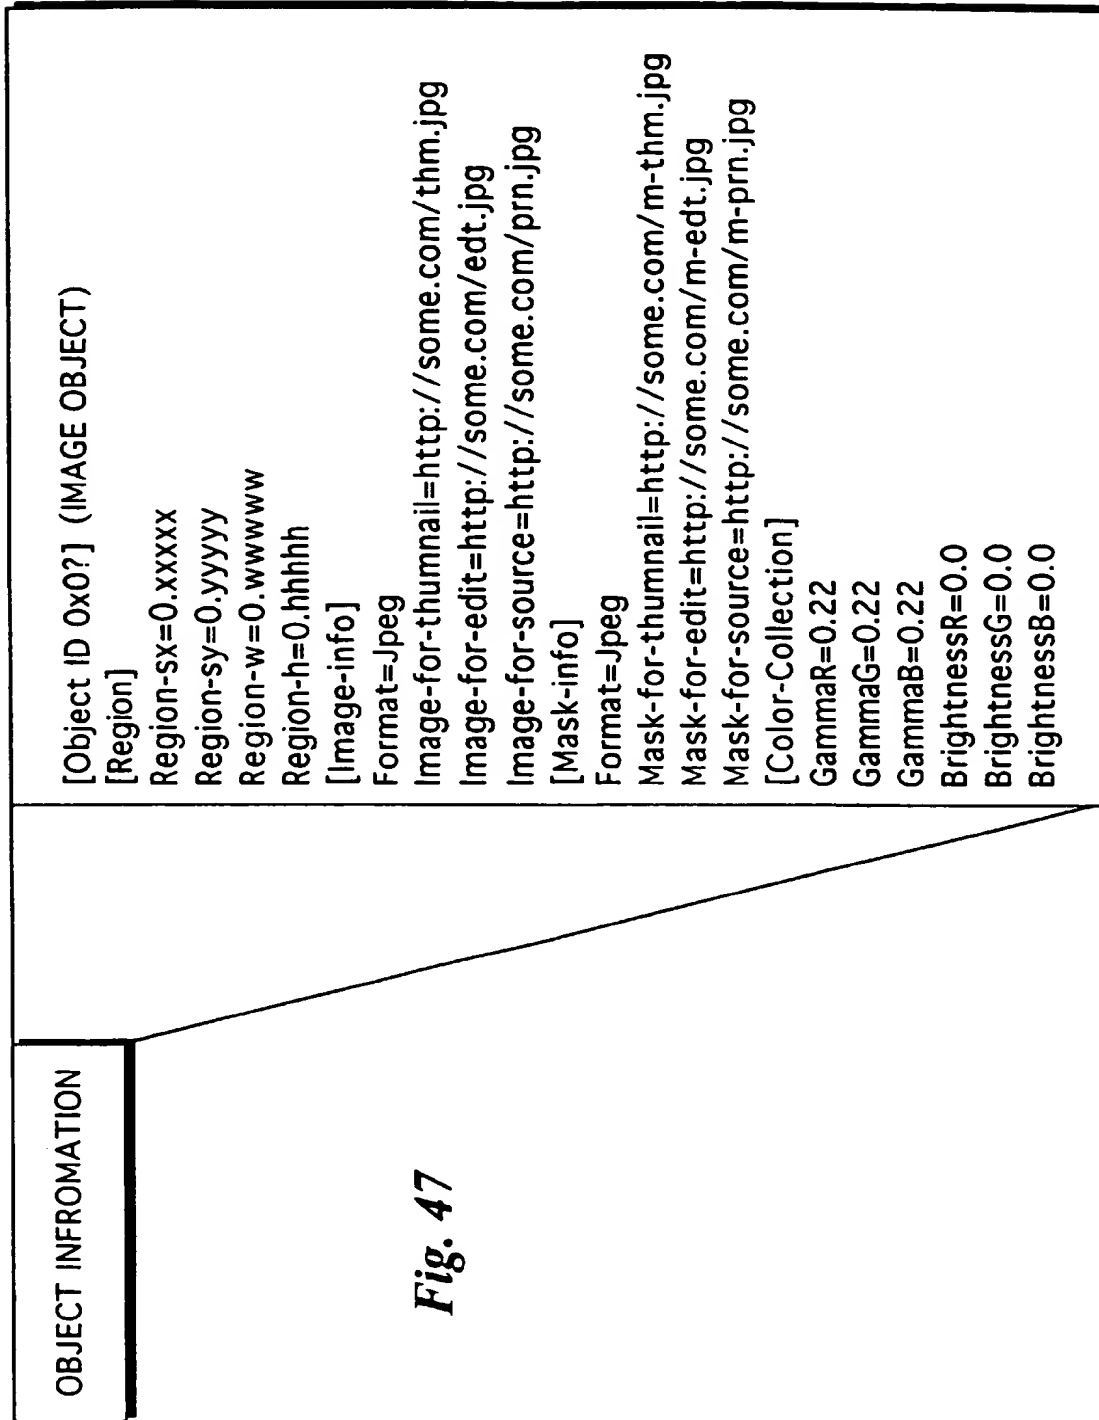 OBJECT INFROMATION
[Object ID 0x0?] (IMAGE OBJECT)
[Region]
Region-sx=0.xxxxx
Region-sy=0.yyyyy
Region-w=0.wwwww
Region-h=0.hhhhh
[Image-info]
Format=Jpeg
Image-for-thumnail=http://some.com/thm.jpg
Image-for-edit=http://some.com/edt.jpg
Image-for-source=http://some.com/prn.jpg
[Mask-info]
Format=Jpeg
Mask-for-thumnail=http://some.com/m-thm.jpg
Mask-for-edit=http://some.com/m-edt.jpg
Mask-for-source=http://some.com/m-prn.jpg
[Color-Collection]
GammaR=0.22
GammaG=0.22
GammaB=0.22
BrightnessR=0.0
BrightnessG=0.0
BrightnessB=0.0
Fig. 47